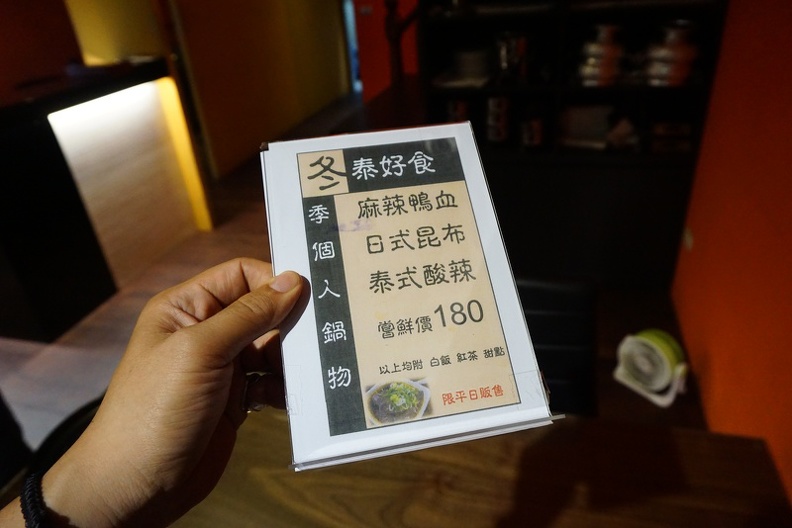 冬泰好食
季個人鍋物
麻辣鴨血
日式昆布
泰式酸辣
嘗鮮價180
以上均附 白飯 紅茶 甜點
限平日販售